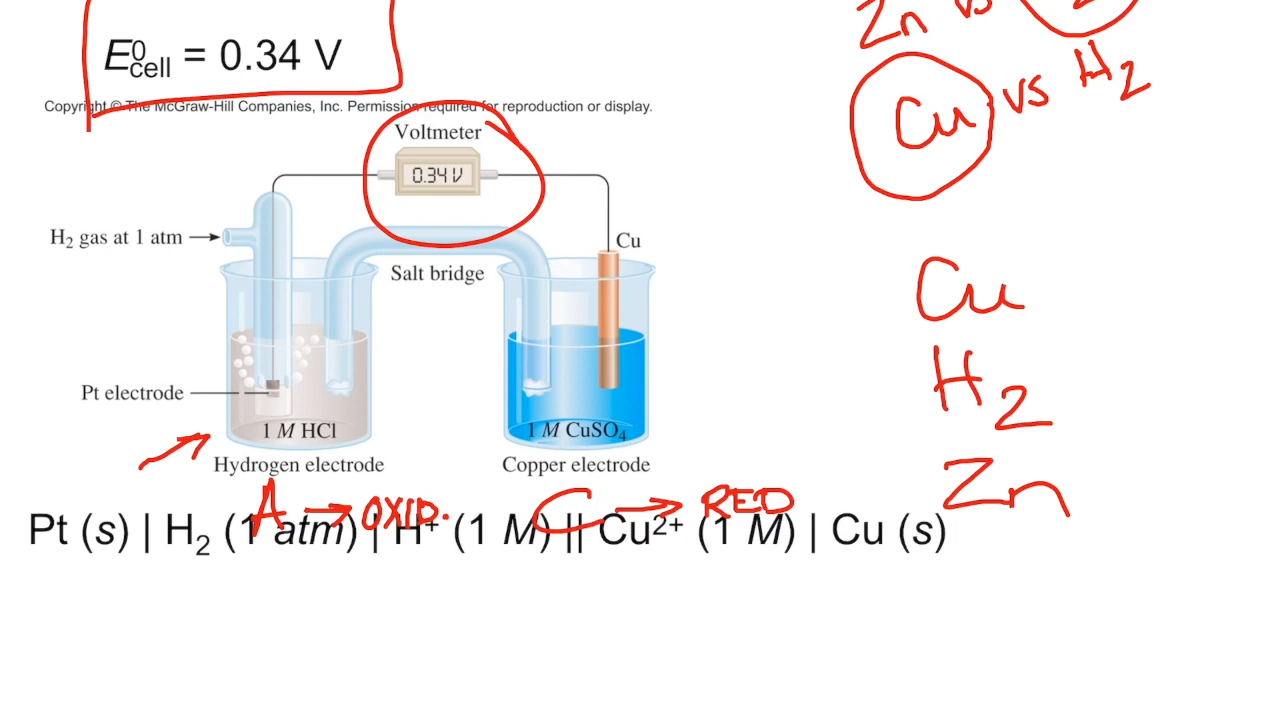 Zn vs
E⁰cell = 0.34 V
Cu vs H₂
Copyright © The McGraw-Hill Companies, Inc. Permission required for reproduction or display.
Voltmeter
0.34 V
H₂ gas at 1 atm
Cu
Salt bridge
Cu
H₂
Pt electrode
1 M HCl
1 M CuSO₄
Zn
Hydrogen electrode
Copper electrode
A → OXID.
C → RED
Pt (s) | H₂ (1 atm) | H⁺ (1 M) || Cu²⁺ (1 M) | Cu (s)